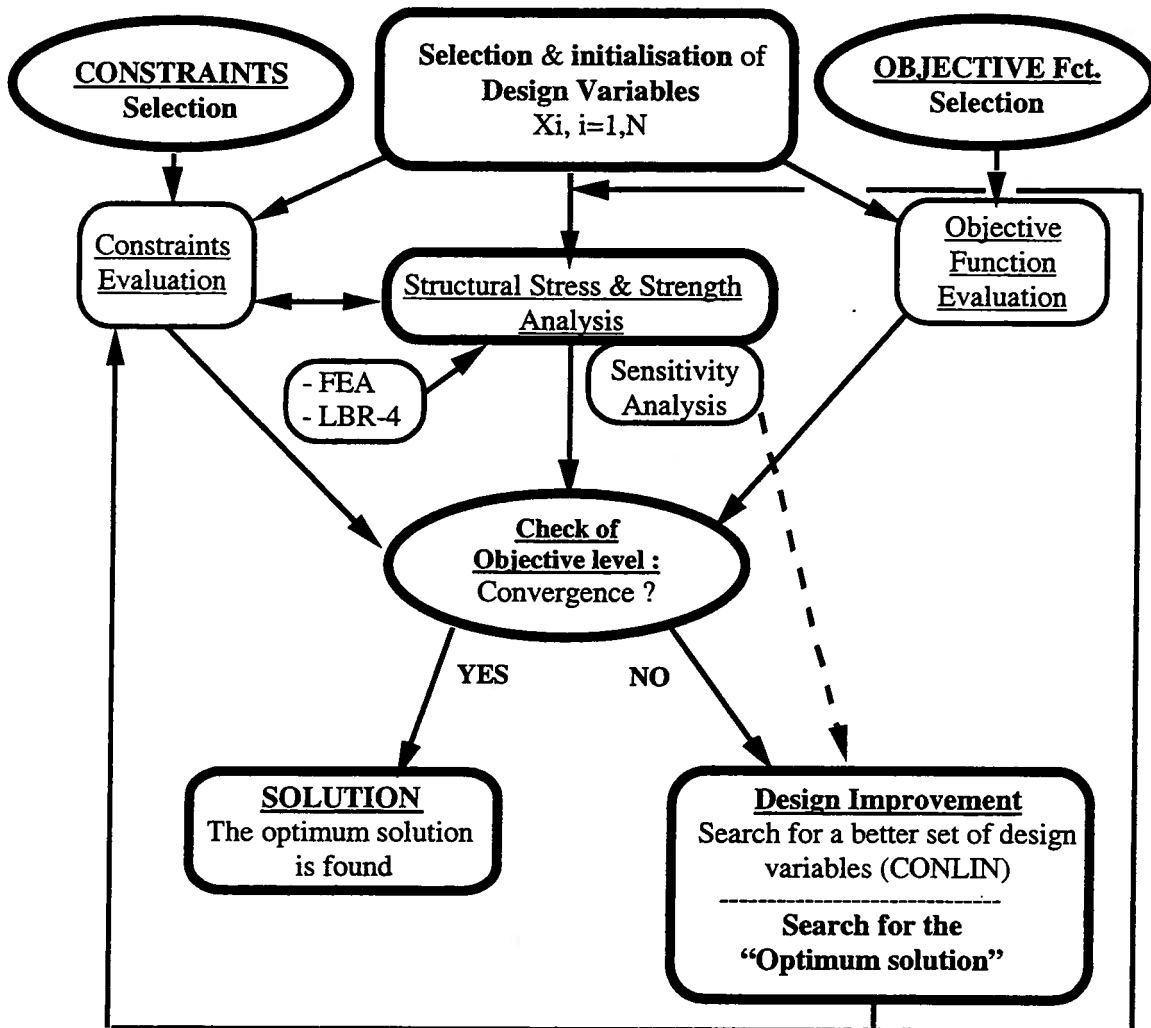 CONSTRAINTS
Selection
Selection & initialisation of
Design Variables
Xi, i=1,N
OBJECTIVE Fct.
Selection
Constraints
Evaluation
Structural Stress & Strength
Analysis
Objective
Function
Evaluation
- FEA
- LBR-4
Sensitivity
Analysis
Check of
Objective level :
Convergence ?
YES
NO
SOLUTION
The optimum solution
is found
Design Improvement
Search for a better set of design
variables (CONLIN)
Search for the
“Optimum solution”